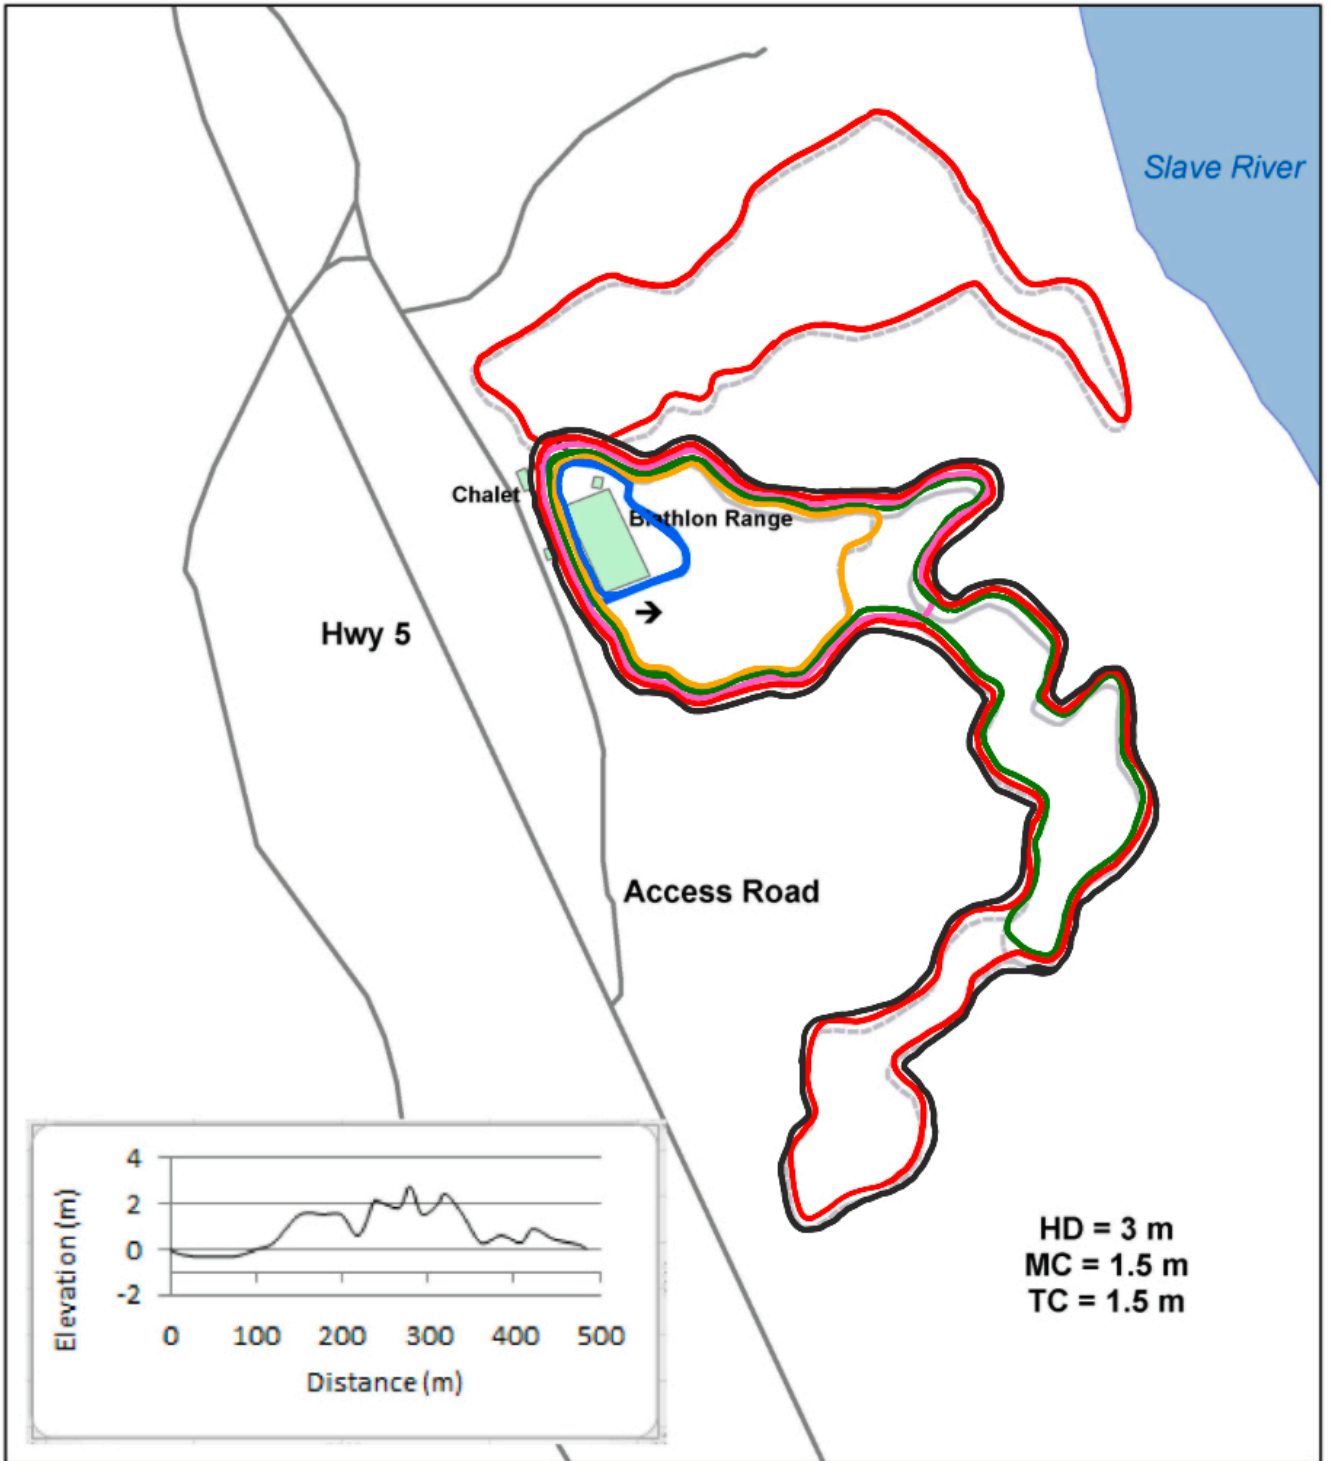 Slave River
Chalet
Biathlon Range
➔
Hwy 5
Access Road
HD = 3 m
MC = 1.5 m
TC = 1.5 m
Elevation (m)
4
2
0
-2
0 100 200 300 400 500
Distance (m)